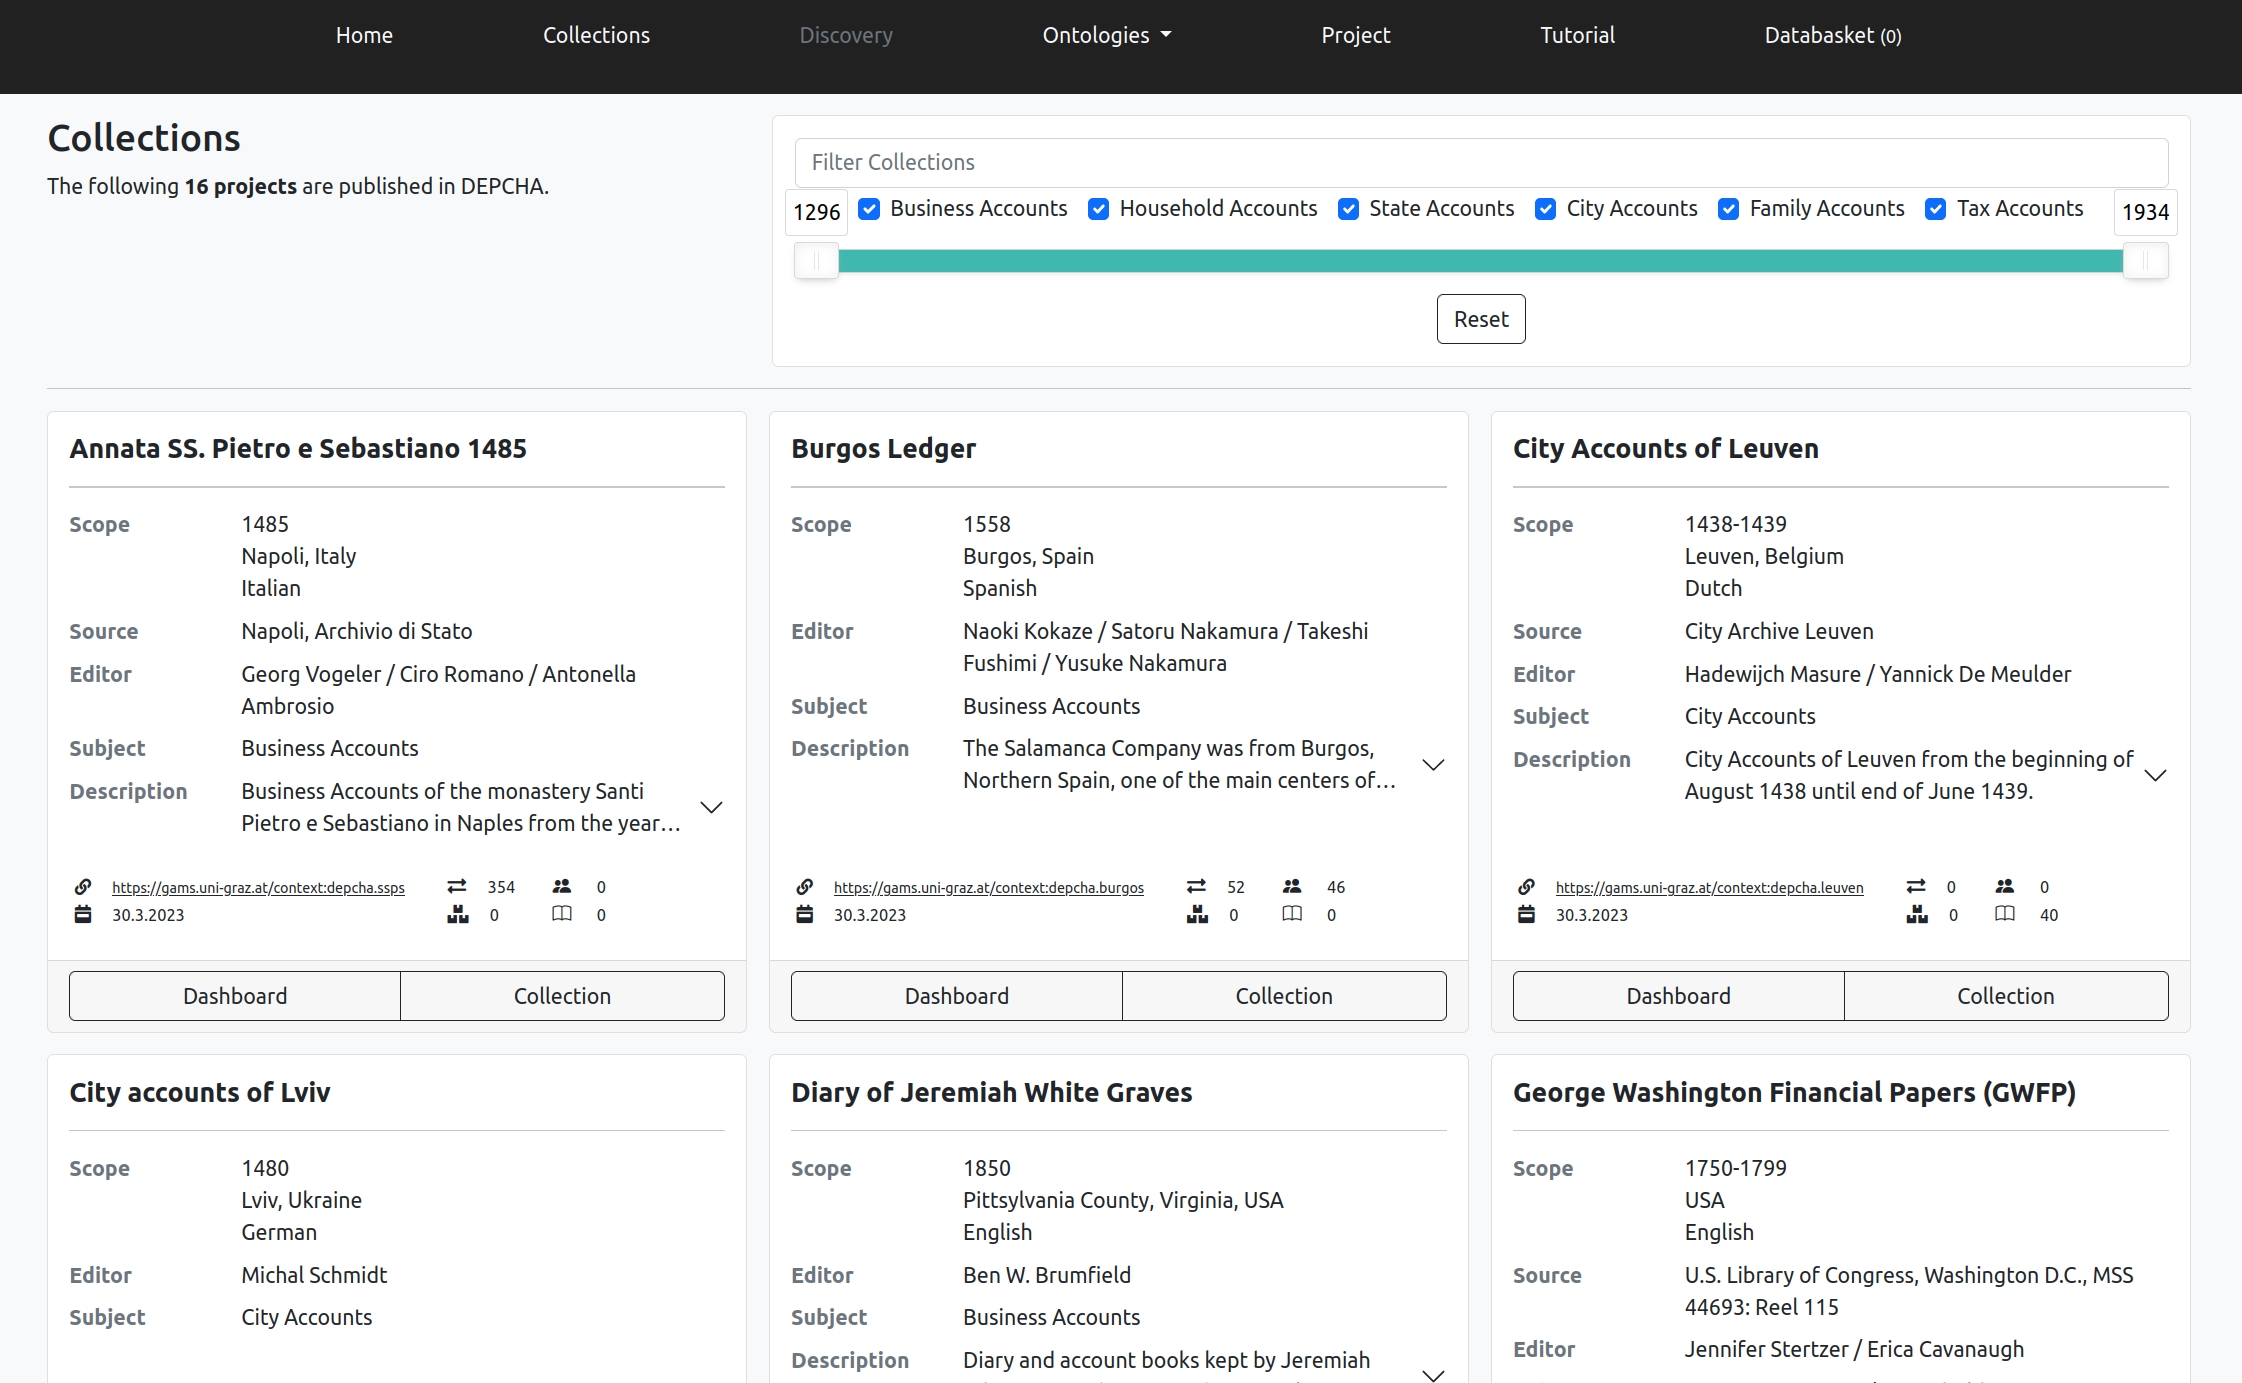 Home Collections Discovery Ontologies Project Tutorial Databasket (0)
Collections
The following 16 projects are published in DEPCHA.
Filter Collections
1296 Business Accounts Household Accounts State Accounts City Accounts Family Accounts Tax Accounts 1934
Reset
Annata SS. Pietro e Sebastiano 1485
Scope 1485
Napoli, Italy
Italian
Source Napoli, Archivio di Stato
Editor Georg Vogeler / Ciro Romano / Antonella
Ambrosio
Subject Business Accounts
Description Business Accounts of the monastery Santi
Pietro e Sebastiano in Naples from the year...
https://gams.uni-graz.at/context:depcha.ssps 354 0
30.3.2023 0 0
Dashboard Collection
Burgos Ledger
Scope 1558
Burgos, Spain
Spanish
Editor Naoki Kokaze / Satoru Nakamura / Takeshi
Fushimi / Yusuke Nakamura
Subject Business Accounts
Description The Salamanca Company was from Burgos,
Northern Spain, one of the main centers of...
https://gams.uni-graz.at/context:depcha.burgos 52 46
30.3.2023 0 0
Dashboard Collection
City Accounts of Leuven
Scope 1438-1439
Leuven, Belgium
Dutch
Source City Archive Leuven
Editor Hadewijch Masure / Yannick De Meulder
Subject City Accounts
Description City Accounts of Leuven from the beginning of
August 1438 until end of June 1439.
https://gams.uni-graz.at/context:depcha.leuven 0 0
30.3.2023 0 40
Dashboard Collection
City accounts of Lviv
Scope 1480
Lviv, Ukraine
German
Editor Michal Schmidt
Subject City Accounts
Diary of Jeremiah White Graves
Scope 1850
Pittsylvania County, Virginia, USA
English
Editor Ben W. Brumfield
Subject Business Accounts
Description Diary and account books kept by Jeremiah
George Washington Financial Papers (GWFP)
Scope 1750-1799
USA
English
Source U.S. Library of Congress, Washington D.C., MSS
44693: Reel 115
Editor Jennifer Stertzer / Erica Cavanaugh